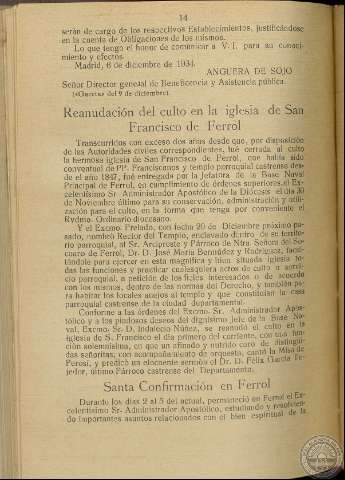 14
serán de cargo de los respectivos Establecimientos, justificándose
en la cuenta de Obligaciones de los mismos.
Lo que tengo el honor de comunicar a V. I. para su conoci-
miento y efectos.
Madrid, 6 de diciembre de 1934.
ANGUERA DE SOJO
Señor Director general de Beneficencia y Asistencia pública.
(«Gaceta» del 9 de diciembre).
Reanudación del culto en la iglesia de San
Francisco de Ferrol
Transcurridos con exceso dos años desde que, por disposición
de las Autoridades civiles correspondientes, fué cerrada al culto
la hermosa iglesia de San Francisco de Ferrol, que había sido
conventual de PP. Franciscanos y templo parroquial castrense des-
de el año 1847, fué entregada por la Jefatura de la Base Naval
Principal de Ferrol, en cumplimiento de órdenes superiores, al Ex-
celentísimo Sr. Administrador Apostólico de la Diócesis el día
de Noviembre último para su conservación, administración y utili-
zación para el culto, en la forma que tenga por conveniente el
Rvdmo. Ordinario diocesano.
Y el Excmo. Prelado, con fecha 20 de Diciembre próximo pa-
sado, nombró Rector del Templo, enclavado dentro de su territo-
rio parroquial, al Sr. Arcipreste y Párroco de Ntra. Señora del So-
corro de Ferrol, Dr. D. José María Bermúdez y Rodríguez, facul-
tándole para ejercer en esta magnífica y bien situada iglesia to-
das las funciones y practicar cualesquiera actos de culto o servi-
cio parroquial, a petición de los fieles interesados o de acuerdo
con los mismos, dentro de las normas del Derecho, y también pa-
ra habitar los locales anejos al templo y que constituían la casa
parroquial castrense de la ciudad departamental.
Conforme a las órdenes del Excmo. Sr. Administrador Apos-
tólico y a los piadosos deseos del dignísimo Jefe de la Base Na-
val, Excmo. Sr. D. Indalecio Núñez, se reanudó el culto en la
iglesia de S. Francisco el día primero del corriente, con una fun-
ción solemnísima, en que un afinado y nutrido coro de distingui-
das señoritas, con acompañamiento de orquesta, cantó la Misa de
Perosi, y predicó un elocuente sermón el Dr. D. Félix García Te-
jedor, último Párroco castrense del Departamento.
Santa Confirmación en Ferrol
Durante los días 2 al 5 del actual, permaneció en Ferrol el Ex-
celentísimo Sr. Administrador Apostólico, estudiando y resolvien-
do importantes asuntos relacionados con el bien espiritual de la